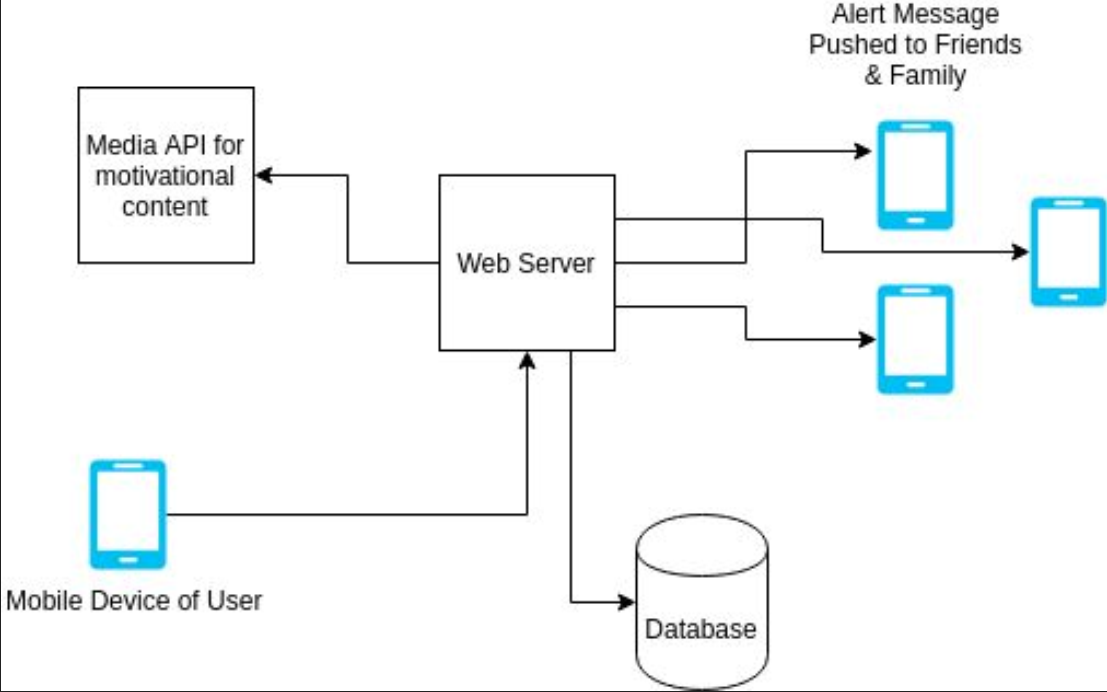 Alert Message
Pushed to Friends
& Family
Media API for
motivational
content
Web Server
Mobile Device of User
Database